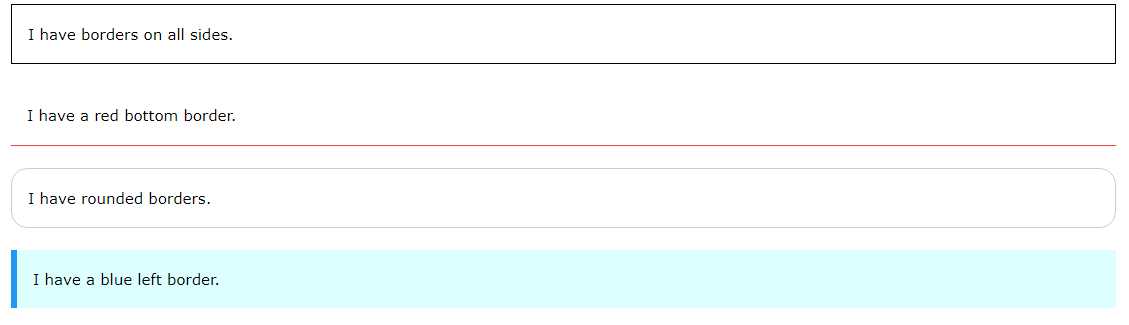 I have borders on all sides.
I have a red bottom border.
I have rounded borders.
I have a blue left border.